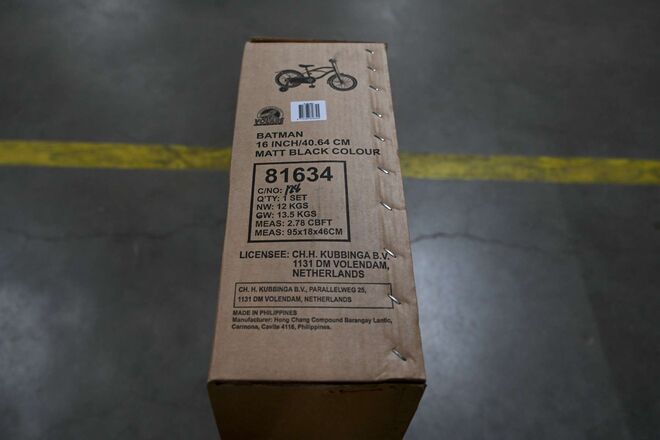 BATMAN
16 INCH/40.64 CM
MATT BLACK COLOUR
81634
C/NO:
Q'TY: 1 SET
NW: 12 KGS
GW: 13.5 KGS
MEAS: 2.78 CBFT
MEAS: 95x18x46CM
LICENSEE: CH.H. KUBBINGA B.V.
1131 DM VOLENDAM,
NETHERLANDS
CH. H. KUBBINGA B.V., PARALLELWEG 25,
1131 DM VOLENDAM, NETHERLANDS
MADE IN PHILIPPINES
Manufacturer: Hong Chang Compound Barangay Lantic,
Carmona, Cavite 4116, Philippines.